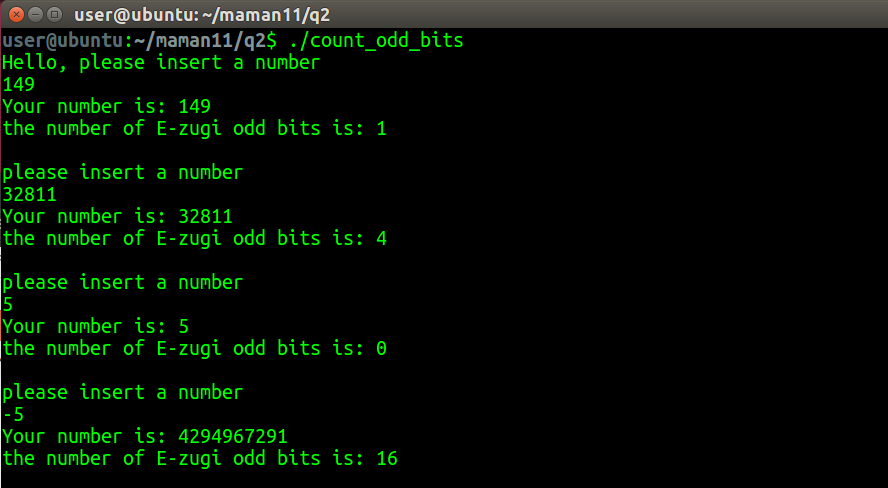 user@ubuntu: ~/maman11/q2
user@ubuntu:~/maman11/q2$ ./count_odd_bits
Hello, please insert a number
149
Your number is: 149
the number of E-zugi odd bits is: 1
please insert a number
32811
Your number is: 32811
the number of E-zugi odd bits is: 4
please insert a number
5
Your number is: 5
the number of E-zugi odd bits is: 0
please insert a number
-5
Your number is: 4294967291
the number of E-zugi odd bits is: 16